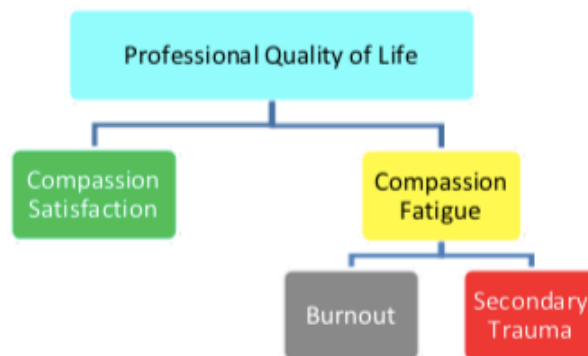 Professional Quality of Life
Compassion
Satisfaction
Compassion
Fatigue
Burnout
Secondary
Trauma